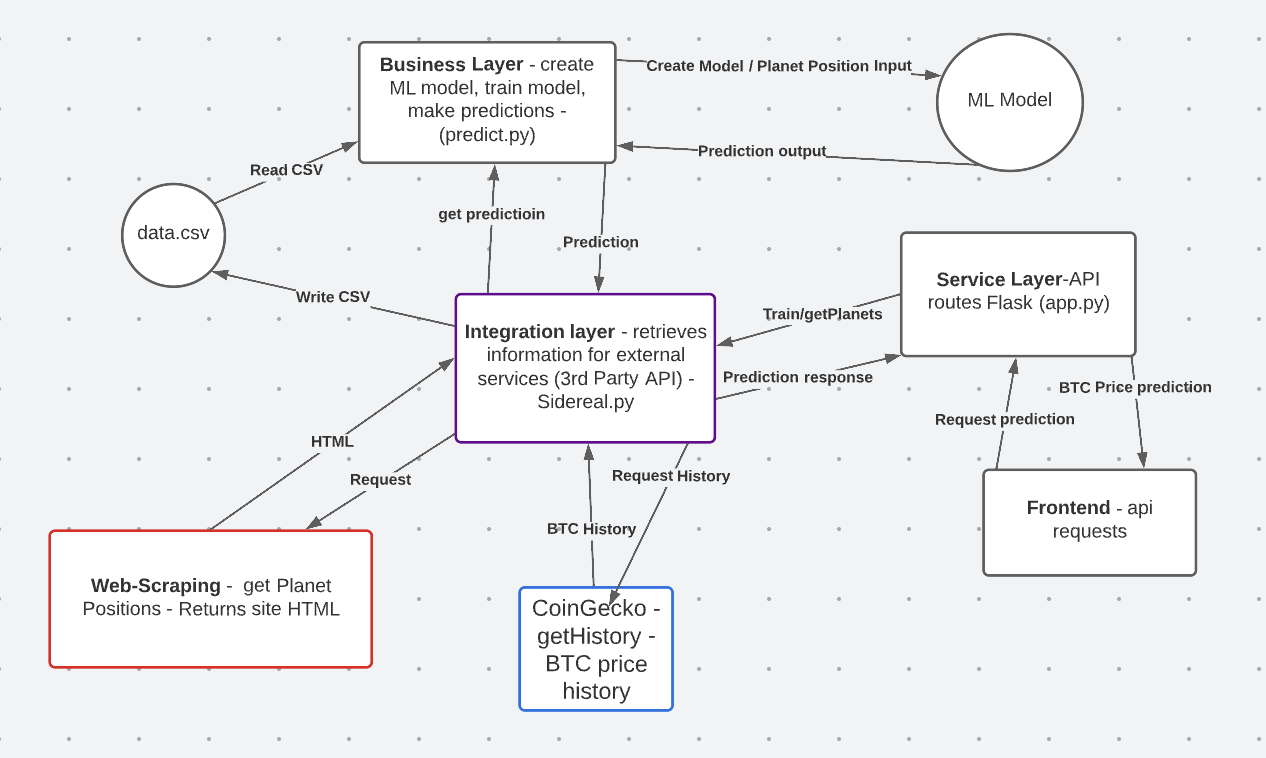 Business Layer - create
ML model, train model,
make predictions -
(predict.py)
Create Model / Planet Position Input
ML Model
Prediction output
Read CSV
data.csv
get predictioin
Prediction
Write CSV
Service Layer-API
routes Flask (app.py)
Train/getPlanets
Integration layer - retrieves
information for external
services (3rd Party API) -
Sidereal.py
Prediction response
BTC Price prediction
Request prediction
HTML
Request
Request History
BTC History
Frontend - api
requests
Web-Scraping - get Planet
Positions - Returns site HTML
CoinGecko -
getHistory -
BTC price
history